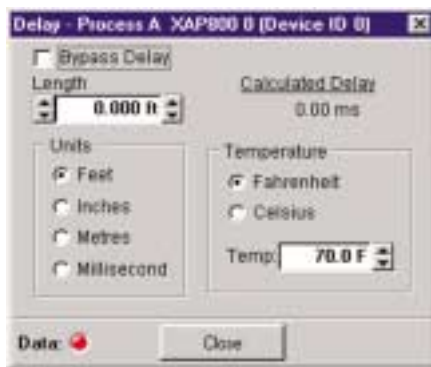 Delay - Process A XAP800 0 (Device ID 0)
Bypass Delay
Length
0.000 ft
Calculated Delay
0.00 ms
Units
Feet
Inches
Metres
Millisecond
Temperature
Fahrenheit
Celsius
Temp: 70.0 F
Data:
Close